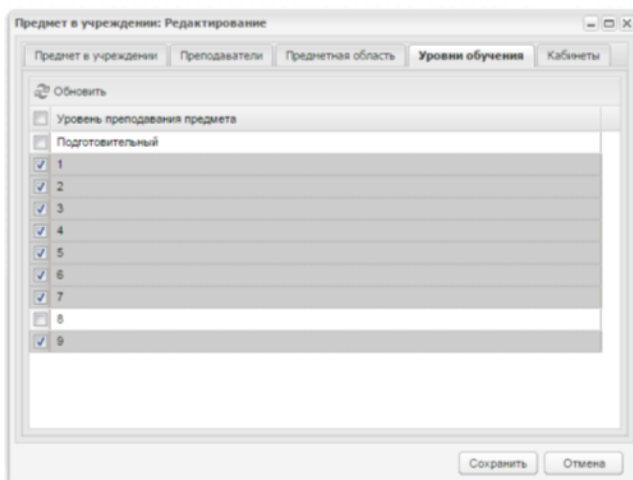 Предмет в учреждении: Редактирование
Предмет в учреждении Преподаватели Предметная область Уровни обучения Кабинеты
Обновить
Уровень преподавания предмета
Подготовительный
1
2
3
4
5
6
7
8
9
Сохранить Отмена